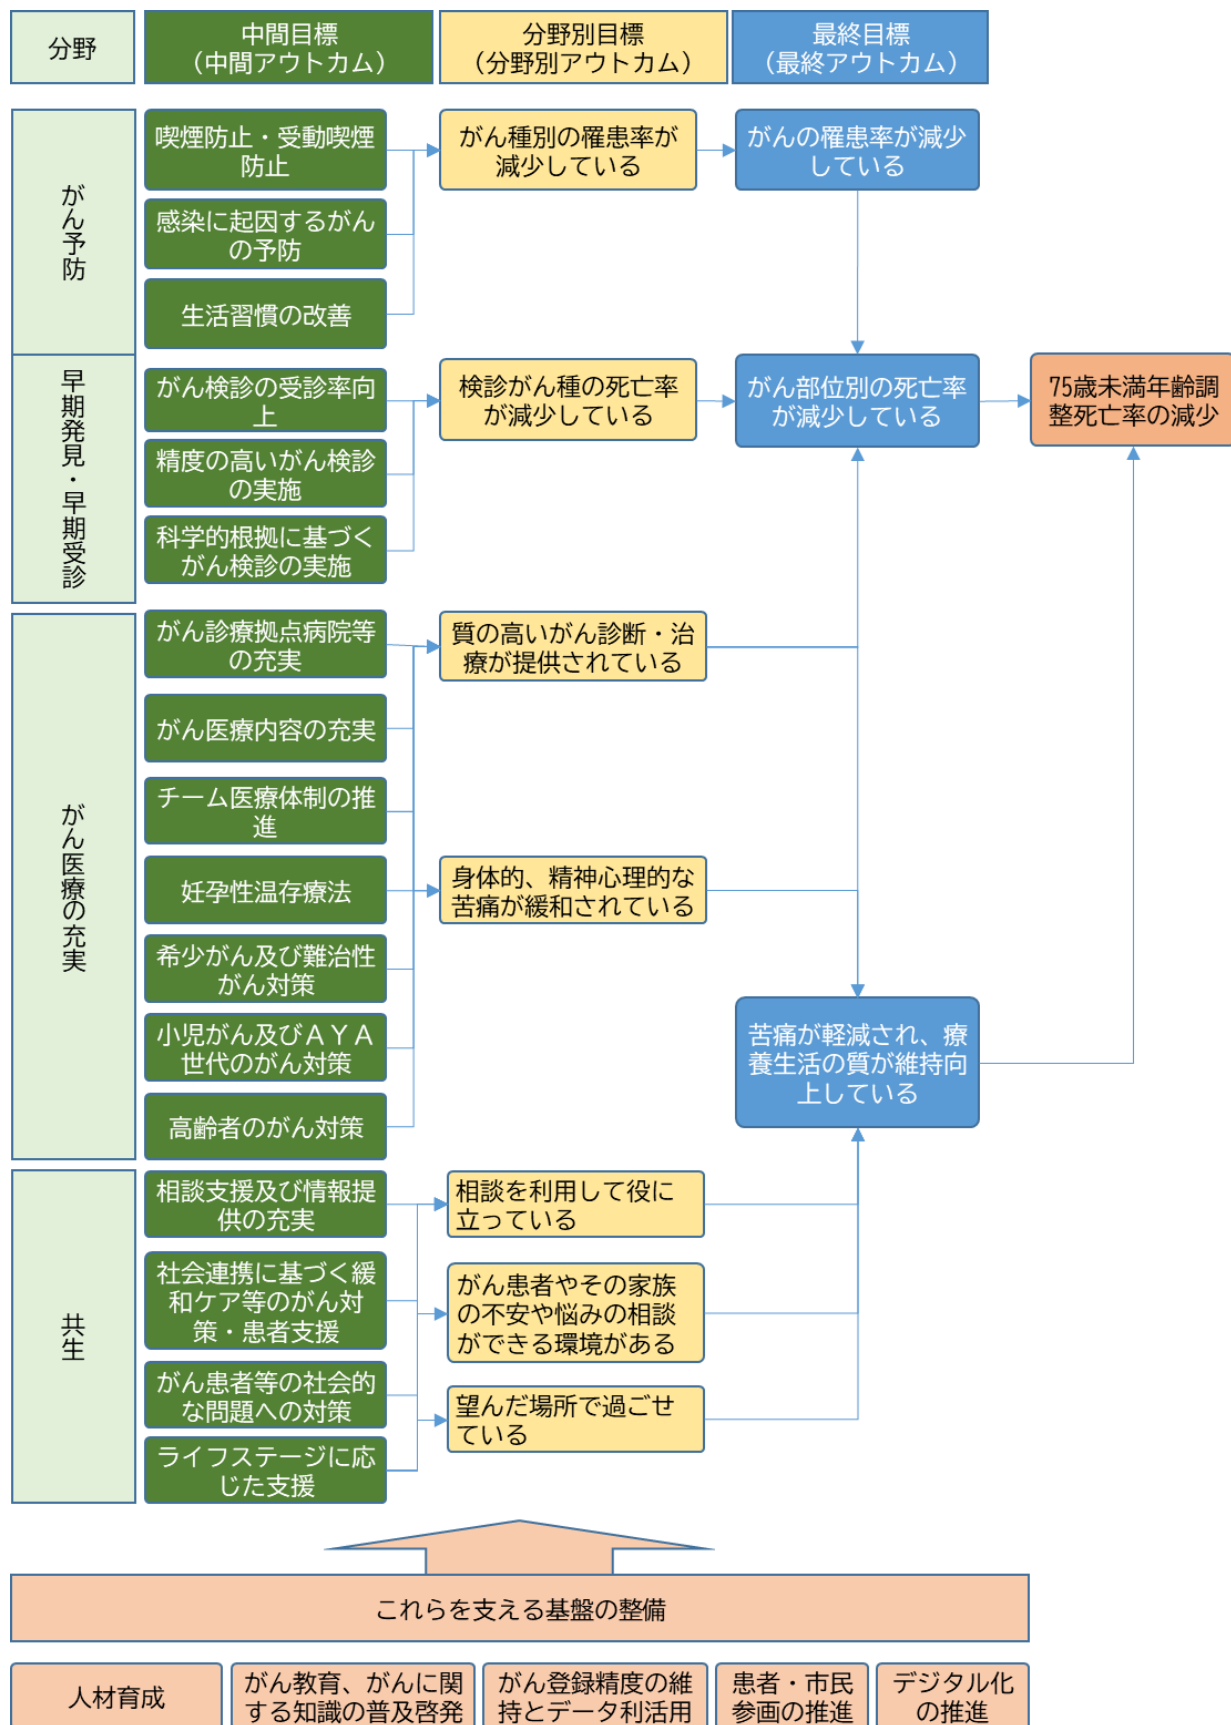 分野
中間目標
（中間アウトカム）
分野別目標
（分野別アウトカム）
最終目標
（最終アウトカム）
がん予防
喫煙防止・受動喫煙
防止
感染に起因するがん
の予防
生活習慣の改善
がん種別の罹患率が
減少している
がんの罹患率が減少
している
早期発見・早期受診
がん検診の受診率向
上
精度の高いがん検診
の実施
科学的根拠に基づく
がん検診の実施
検診がん種の死亡率
が減少している
がん部位別の死亡率
が減少している
75歳未満年齢調
整死亡率の減少
がん医療の充実
がん診療拠点病院等
の充実
がん医療内容の充実
チーム医療体制の推
進
妊孕性温存療法
希少がん及び難治性
がん対策
小児がん及びＡＹＡ
世代のがん対策
高齢者のがん対策
質の高いがん診断・治
療が提供されている
身体的、精神心理的な
苦痛が緩和されている
苦痛が軽減され、療
養生活の質が維持向
上している
共生
相談支援及び情報提
供の充実
社会連携に基づく緩
和ケア等のがん対
策・患者支援
がん患者等の社会的
な問題への対策
ライフステージに応
じた支援
相談を利用して役に
立っている
がん患者やその家族
の不安や悩みの相談
ができる環境がある
望んだ場所で過ごせ
ている
これらを支える基盤の整備
人材育成
がん教育、がんに関
する知識の普及啓発
がん登録精度の維
持とデータ利活用
患者・市民
参画の推進
デジタル化
の推進